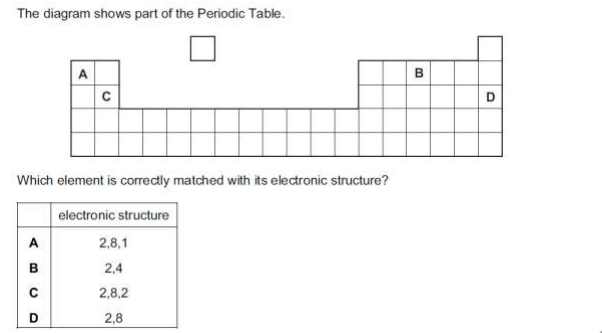 The diagram shows part of the Periodic Table.
A B
C D
Which element is correctly matched with its electronic structure?
electronic structure
A 2,8,1
B 2,4
C 2,8,2
D 2,8